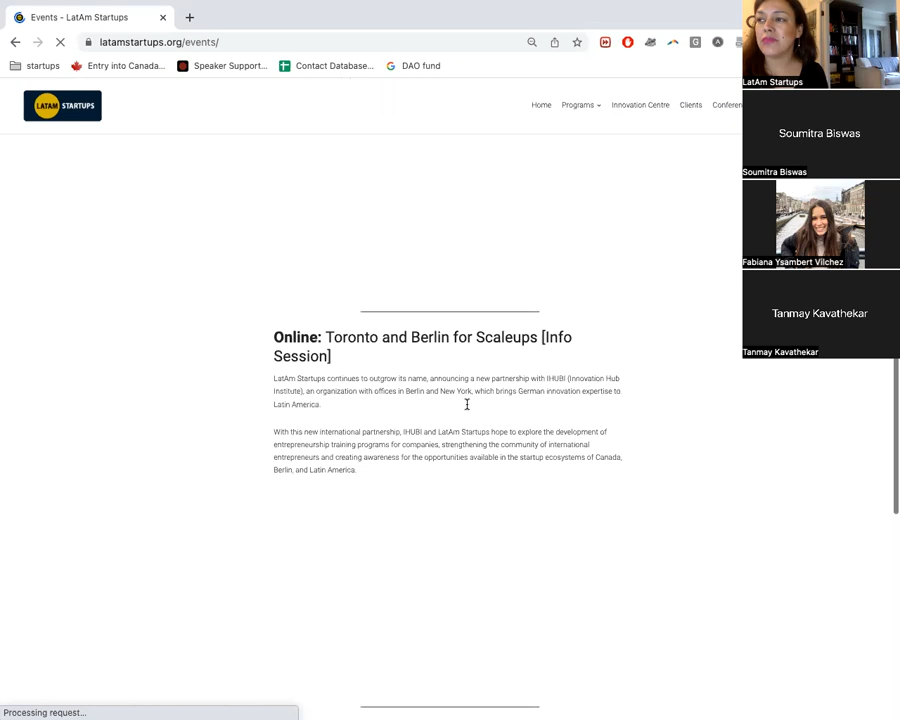 Events - LatAm Startups
latamstartups.org/events/
startups
Entry into Canada...
Speaker Support...
Contact Database...
DAO fund
LATAM STARTUPS
Home
Programs
Innovation Centre
Clients
Conferen
Online: Toronto and Berlin for Scaleups [Info
Session]
LatAm Startups continues to outgrow its name, announcing a new partnership with IHUBI (Innovation Hub
Institute), an organization with offices in Berlin and New York, which brings German innovation expertise to
Latin America.
With this new international partnership, IHUBI and LatAm Startups hope to explore the development of
entrepreneurship training programs for companies, strengthening the community of international
entrepreneurs and creating awareness for the opportunities available in the startup ecosystems of Canada,
Berlin, and Latin America.
Processing request...
LatAm Startups
Soumitra Biswas
Soumitra Biswas
Fabiana Ysambert Vilchez
Tanmay Kavathekar
Tanmay Kavathekar